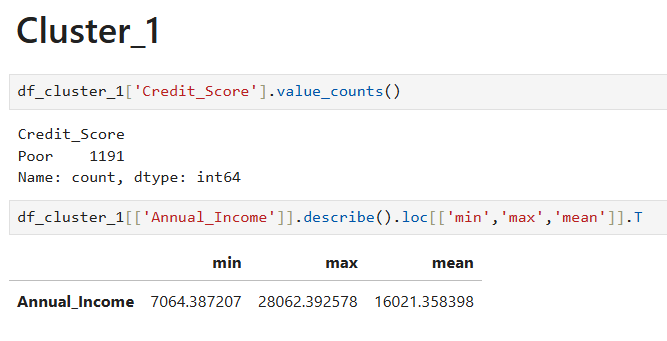 Cluster_1
df_cluster_1['Credit_Score'].value_counts()
Credit_Score
Poor    1191
Name: count, dtype: int64
df_cluster_1[['Annual_Income']].describe().loc[['min','max','mean']].T
min max mean
Annual_Income 7064.387207 28062.392578 16021.358398